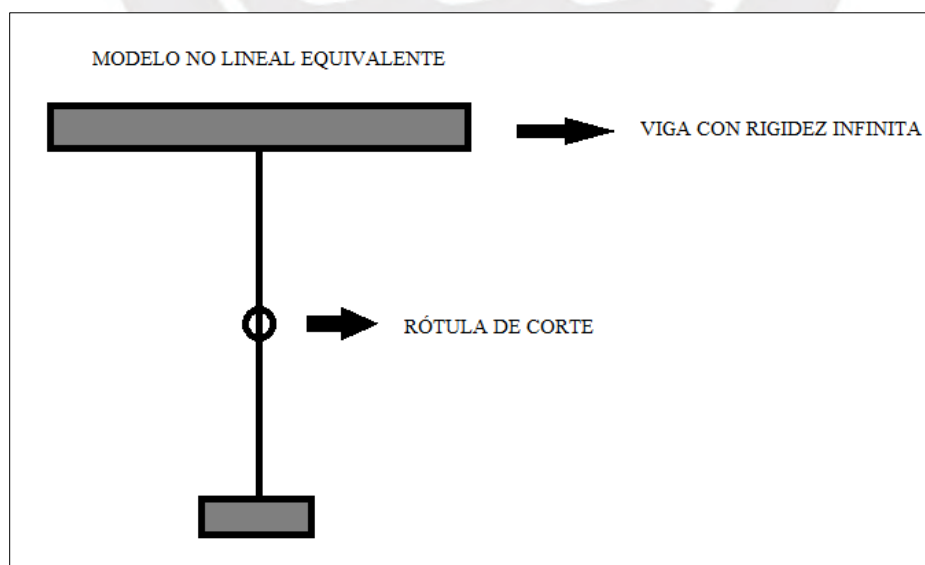 MODELO NO LINEAL EQUIVALENTE
VIGA CON RIGIDEZ INFINITA
RÓTULA DE CORTE